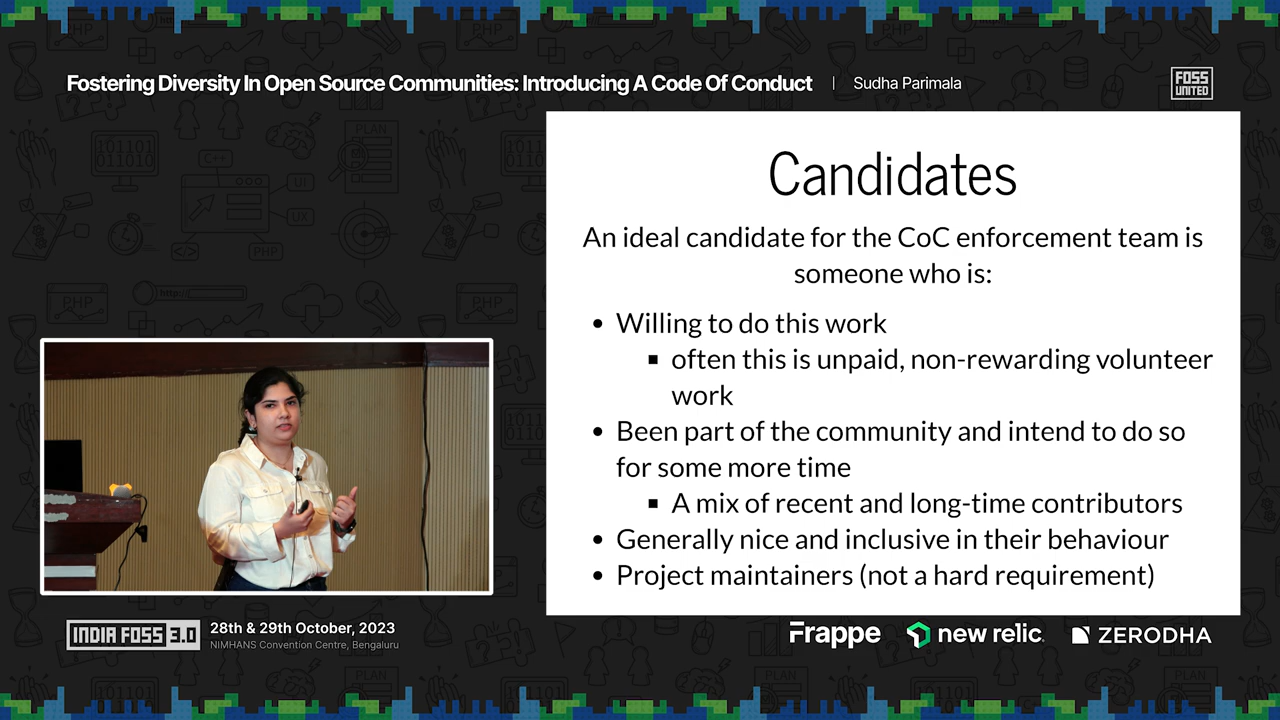 Fostering Diversity In Open Source Communities: Introducing A Code Of Conduct | Sudha Parimala
FOSS
UNITED
Candidates
An ideal candidate for the CoC enforcement team is
someone who is:
• Willing to do this work
▪ often this is unpaid, non-rewarding volunteer
work
• Been part of the community and intend to do so
for some more time
▪ A mix of recent and long-time contributors
• Generally nice and inclusive in their behaviour
• Project maintainers (not a hard requirement)
INDIA FOSS 3.0
28th & 29th October, 2023
NIMHANS Convention Centre, Bengaluru
Frappe
new relic
ZERODHA